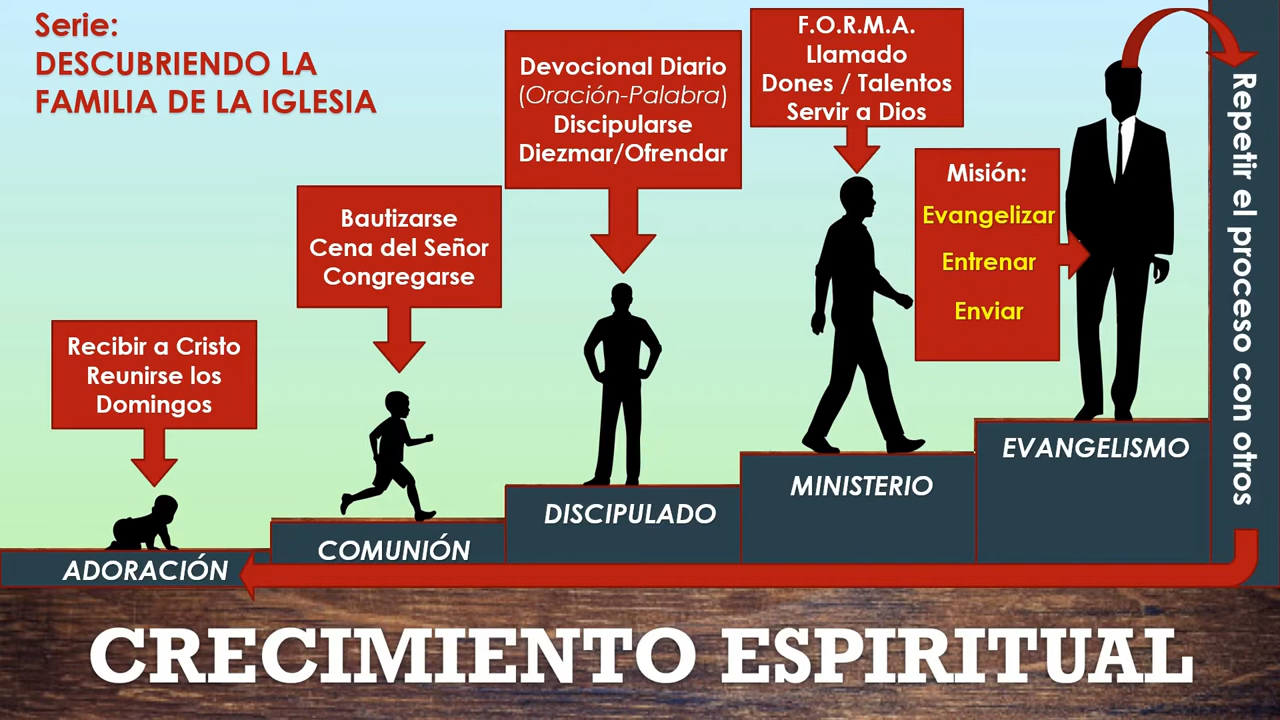 Serie:
DESCUBRIENDO LA
FAMILIA DE LA IGLESIA
Recibir a Cristo
Reunirse los
Domingos
ADORACIÓN
Bautizarse
Cena del Señor
Congregarse
COMUNIÓN
Devocional Diario
(Oración-Palabra)
Discipularse
Diezmar/Ofrendar
DISCIPULADO
F.O.R.M.A.
Llamado
Dones / Talentos
Servir a Dios
MINISTERIO
Misión:
Evangelizar
Entrenar
Enviar
EVANGELISMO
Repetir el proceso con otros
CRECIMIENTO ESPIRITUAL